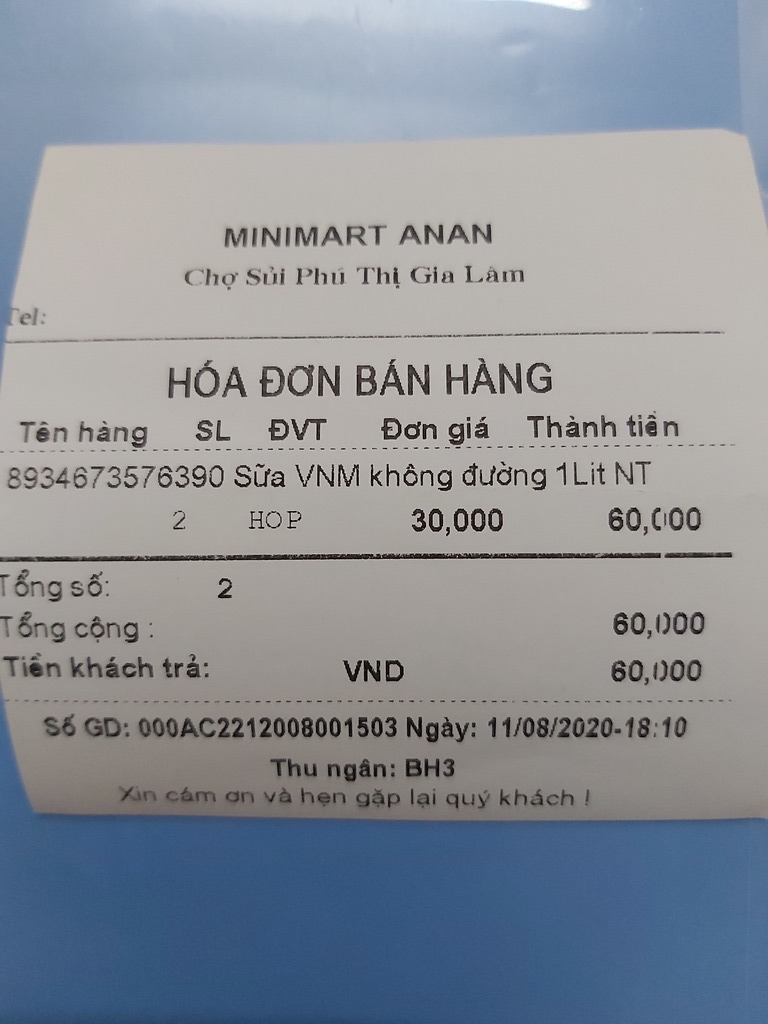 MINIMART ANAN
Chợ Sủi Phú Thị Gia Lâm
Tel:
HÓA ĐƠN BÁN HÀNG
Tên hàng SL ĐVT Đơn giá Thành tiền
8934673576390 Sữa VNM không đường 1Lit NT
2 HOP 30,000 60,000
Tổng số: 2
Tổng cộng : 60,000
Tiền khách trả: VND 60,000
Số GD: 000AC2212008001503 Ngày: 11/08/2020-18:10
Thu ngân: BH3
Xin cám ơn và hẹn gặp lại quý khách !